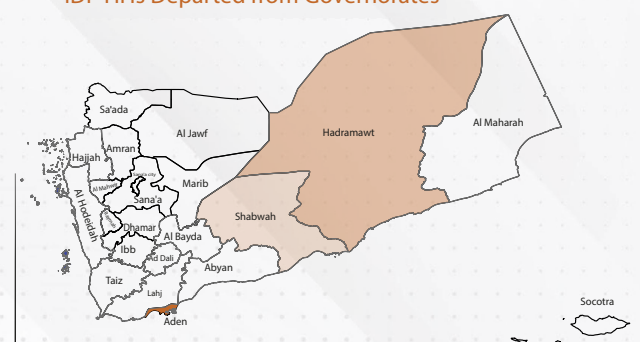 IDP HHs Departed from Governorates
Sa'ada
Al Jawf
Hadramawt
Al Maharah
Amran
Hajjah
Marib
Sana'a
Al Hodeidah
Shabwah
Dhamar
Al Bayda
Ibb
Ad Dali
Abyan
Taiz
Lahj
Aden
Socotra